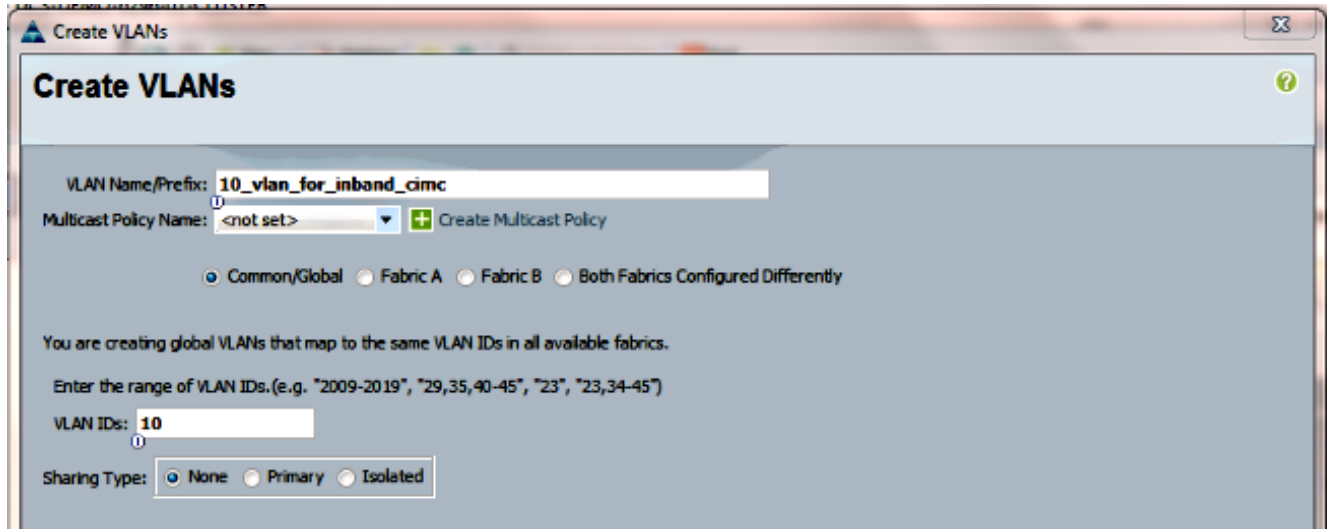 Create VLANs
Create VLANs
VLAN Name/Prefix: 10_vlan_for_inband_cimc
Multicast Policy Name: <not set> Create Multicast Policy
Common/Global Fabric A Fabric B Both Fabrics Configured Differently
You are creating global VLANs that map to the same VLAN IDs in all available fabrics.
Enter the range of VLAN IDs.(e.g. "2009-2019", "29,35,40-45", "23", "23,34-45")
VLAN IDs: 10
Sharing Type: None Primary Isolated